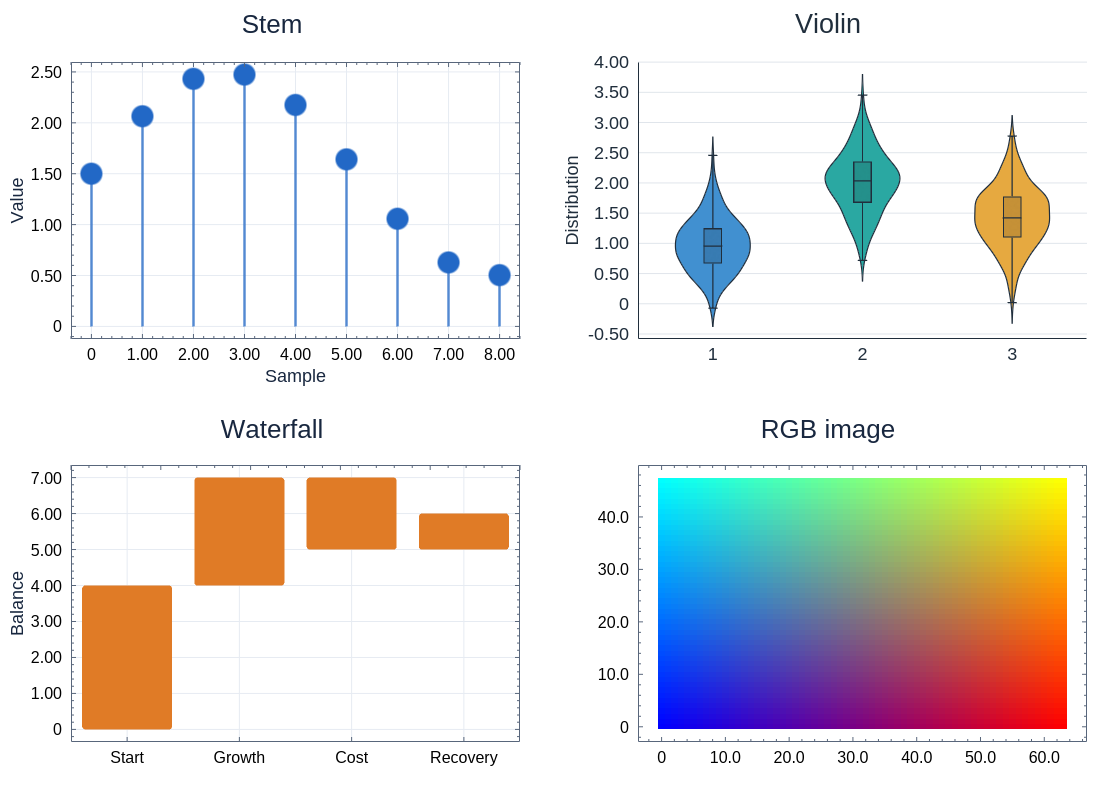 Stem
2.50
2.00
1.50
1.00
0.50
0
Value
0 1.00 2.00 3.00 4.00 5.00 6.00 7.00 8.00
Sample
Violin
4.00
3.50
3.00
2.50
2.00
1.50
1.00
0.50
0
-0.50
Distribution
1 2 3
Waterfall
7.00
6.00
5.00
4.00
3.00
2.00
1.00
0
Balance
Start Growth Cost Recovery
RGB image
40.0
30.0
20.0
10.0
0
0 10.0 20.0 30.0 40.0 50.0 60.0